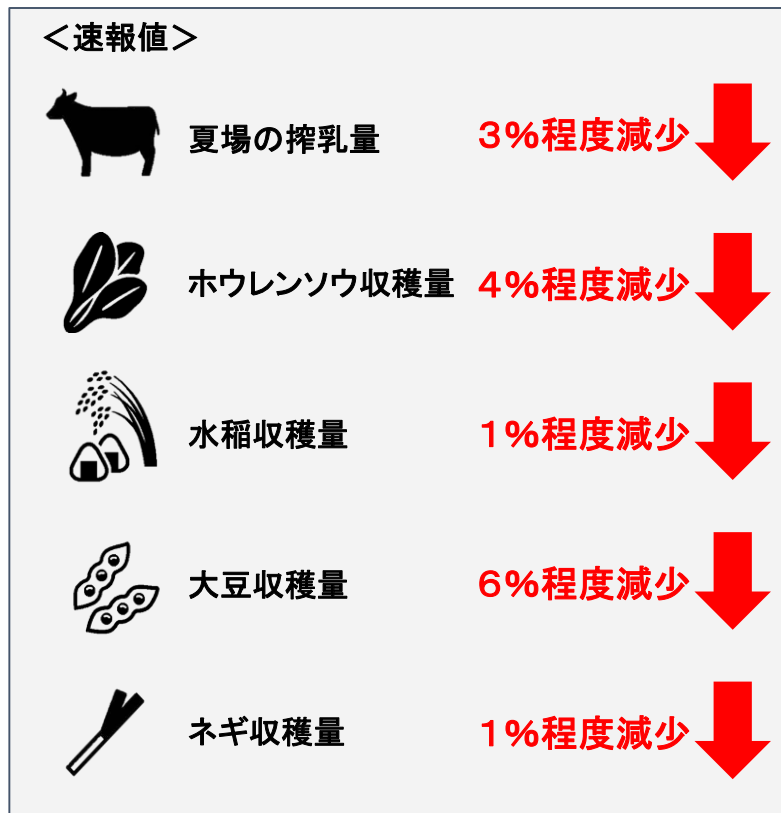 ＜速報値＞
夏場の搾乳量 3%程度減少
ホウレンソウ収穫量 4%程度減少
水稲収穫量 1%程度減少
大豆収穫量 6%程度減少
ネギ収穫量 1%程度減少